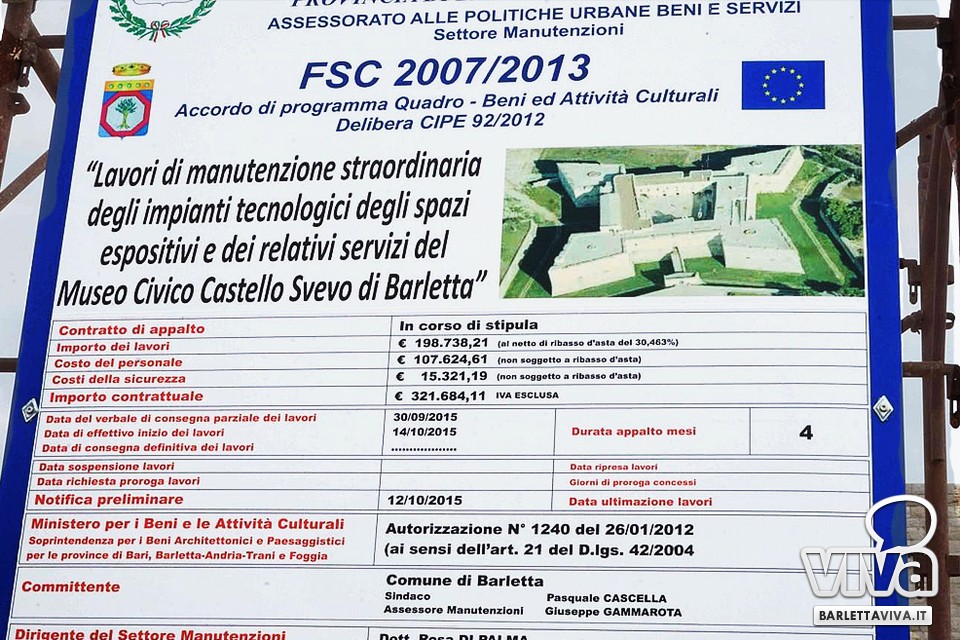 ASSESSORATO ALLE POLITICHE URBANE BENI E SERVIZI
Settore Manutenzioni
FSC 2007/2013
Accordo di programma Quadro - Beni ed Attività Culturali
Delibera CIPE 92/2012
“Lavori di manutenzione straordinaria
degli impianti tecnologici degli spazi
espositivi e dei relativi servizi del
Museo Civico Castello Svevo di Barletta”
Contratto di appalto In corso di stipula
Importo dei lavori € 198.738,21 (al netto di ribasso d'asta del 30,463%)
Costo del personale € 107.624,61 (non soggetto a ribasso d'asta)
Costi della sicurezza € 15.321,19 (non soggetto a ribasso d'asta)
Importo contrattuale € 321.684,11 IVA ESCLUSA
Data del verbale di consegna parziale dei lavori 30/09/2015
Data di effettivo inizio dei lavori 14/10/2015 Durata appalto mesi 4
Data di consegna definitiva dei lavori ..................
Data sospensione lavori Data ripresa lavori
Data richiesta proroga lavori Giorni di proroga concessi
Notifica preliminare 12/10/2015 Data ultimazione lavori
Ministero per i Beni e le Attività Culturali Autorizzazione N° 1240 del 26/01/2012
Soprintendenza per i Beni Architettonici e Paesaggistici
per le province di Bari, Barletta-Andria-Trani e Foggia (ai sensi dell'art. 21 del D.lgs. 42/2004
Committente Comune di Barletta
Sindaco Pasquale CASCELLA
Assessore Manutenzioni Giuseppe GAMMAROTA
Dirigente del Settore Manutenzioni Dott. Rosa DI PALMA
viva
BARLETTAVIVA.IT